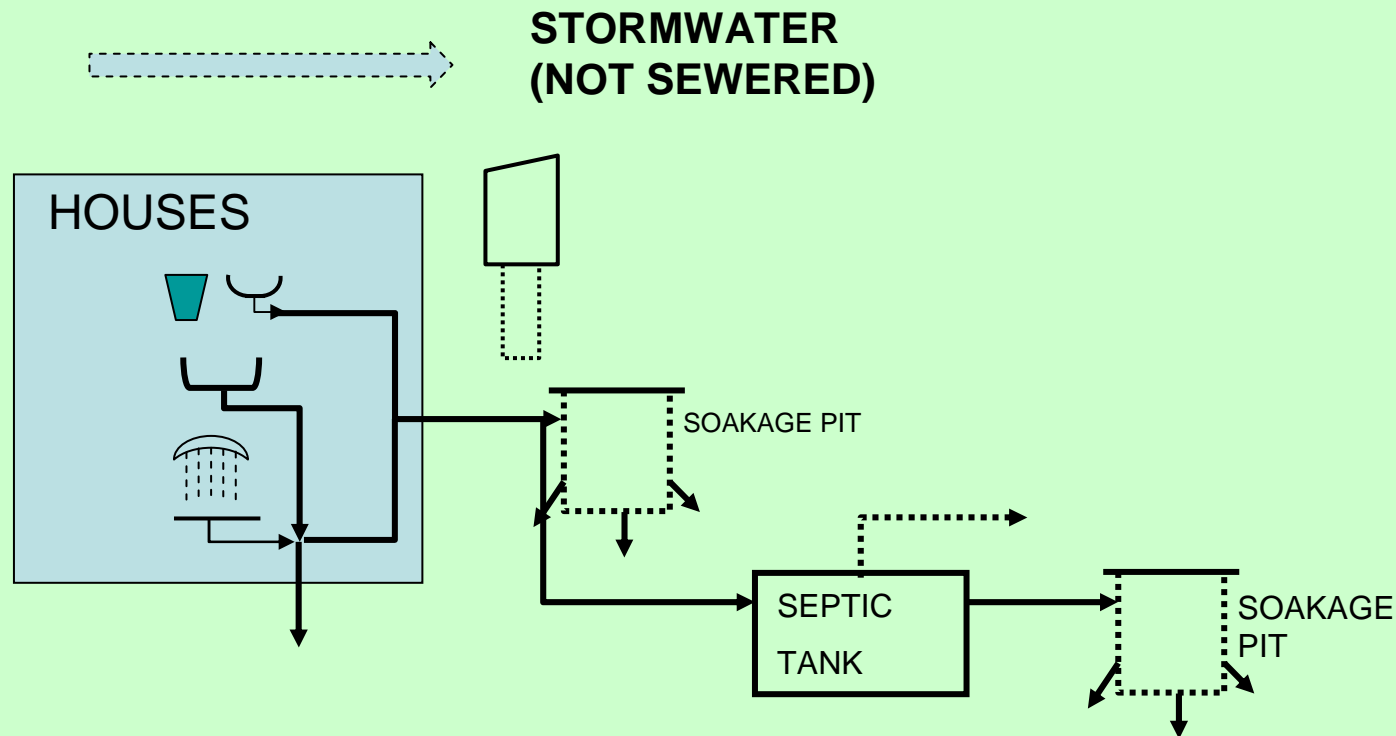 STORMWATER
(NOT SEWERED)
HOUSES
SOAKAGE PIT
SEPTIC
TANK
SOAKAGE
PIT